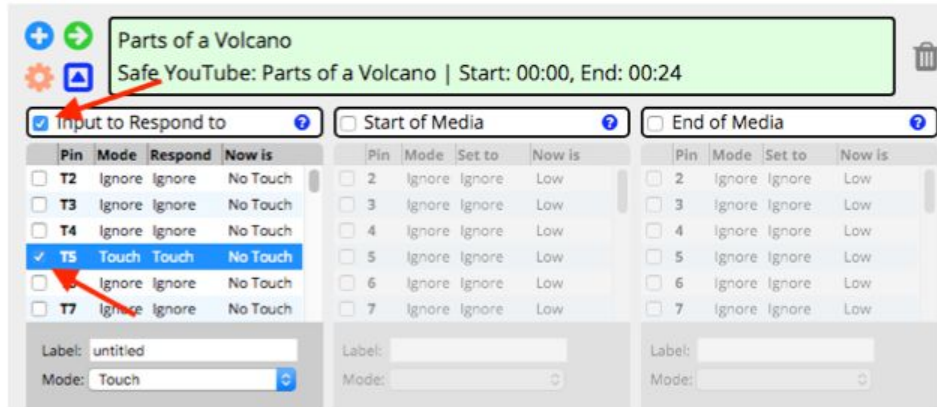 Parts of a Volcano
Safe YouTube: Parts of a Volcano | Start: 00:00, End: 00:24
Input to Respond to ?
Start of Media ?
End of Media ?
Pin Mode Respond Now is
T2 Ignore Ignore No Touch
T3 Ignore Ignore No Touch
T4 Ignore Ignore No Touch
T5 Touch Touch No Touch
Ignore Ignore No Touch
T7 Ignore Ignore No Touch
Label: untitled
Mode: Touch
Pin Mode Set to Now is
2 Ignore Ignore Low
3 Ignore Ignore Low
4 Ignore Ignore Low
5 Ignore Ignore Low
6 Ignore Ignore Low
7 Ignore Ignore Low
Label:
Mode:
Pin Mode Set to Now is
2 Ignore Ignore Low
3 Ignore Ignore Low
4 Ignore Ignore Low
5 Ignore Ignore Low
6 Ignore Ignore Low
7 Ignore Ignore Low
Label:
Mode: